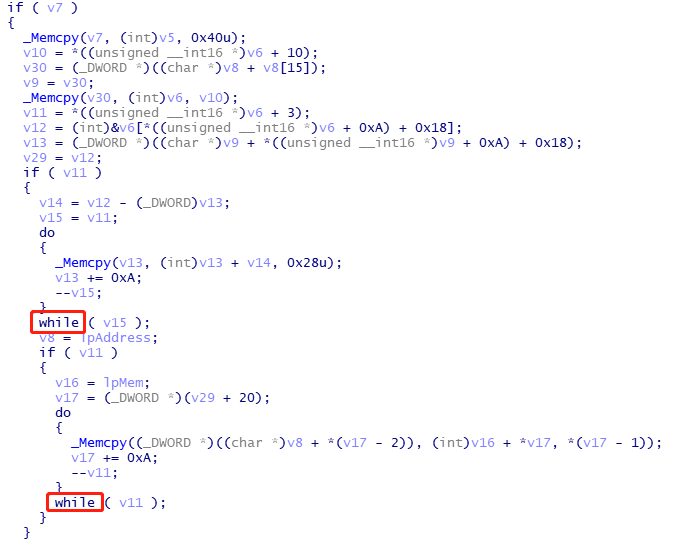 if ( v7 )
{
  _Memcpy(v7, (int)v5, 0x40u);
  v10 = *((unsigned __int16 *)v6 + 10);
  v30 = (_DWORD *)((char *)v8 + v8[15]);
  v9 = v30;
  _Memcpy(v30, (int)v6, v10);
  v11 = *((unsigned __int16 *)v6 + 3);
  v12 = (int)&v6[*((unsigned __int16 *)v6 + 0xA) + 0x18];
  v13 = (_DWORD *)((char *)v9 + *((unsigned __int16 *)v9 + 0xA) + 0x18);
  v29 = v12;
  if ( v11 )
  {
    v14 = v12 - (_DWORD)v13;
    v15 = v11;
    do
    {
      _Memcpy(v13, (int)v13 + v14, 0x28u);
      v13 += 0xA;
      --v15;
    }
    while ( v15 );
    v8 = lpAddress;
    if ( v11 )
    {
      v16 = lpMem;
      v17 = (_DWORD *)(v29 + 20);
      do
      {
        _Memcpy((_DWORD *)((char *)v8 + *(v17 - 2)), (int)v16 + *v17, *(v17 - 1));
        v17 += 0xA;
        --v11;
      }
      while ( v11 );
    }
  }